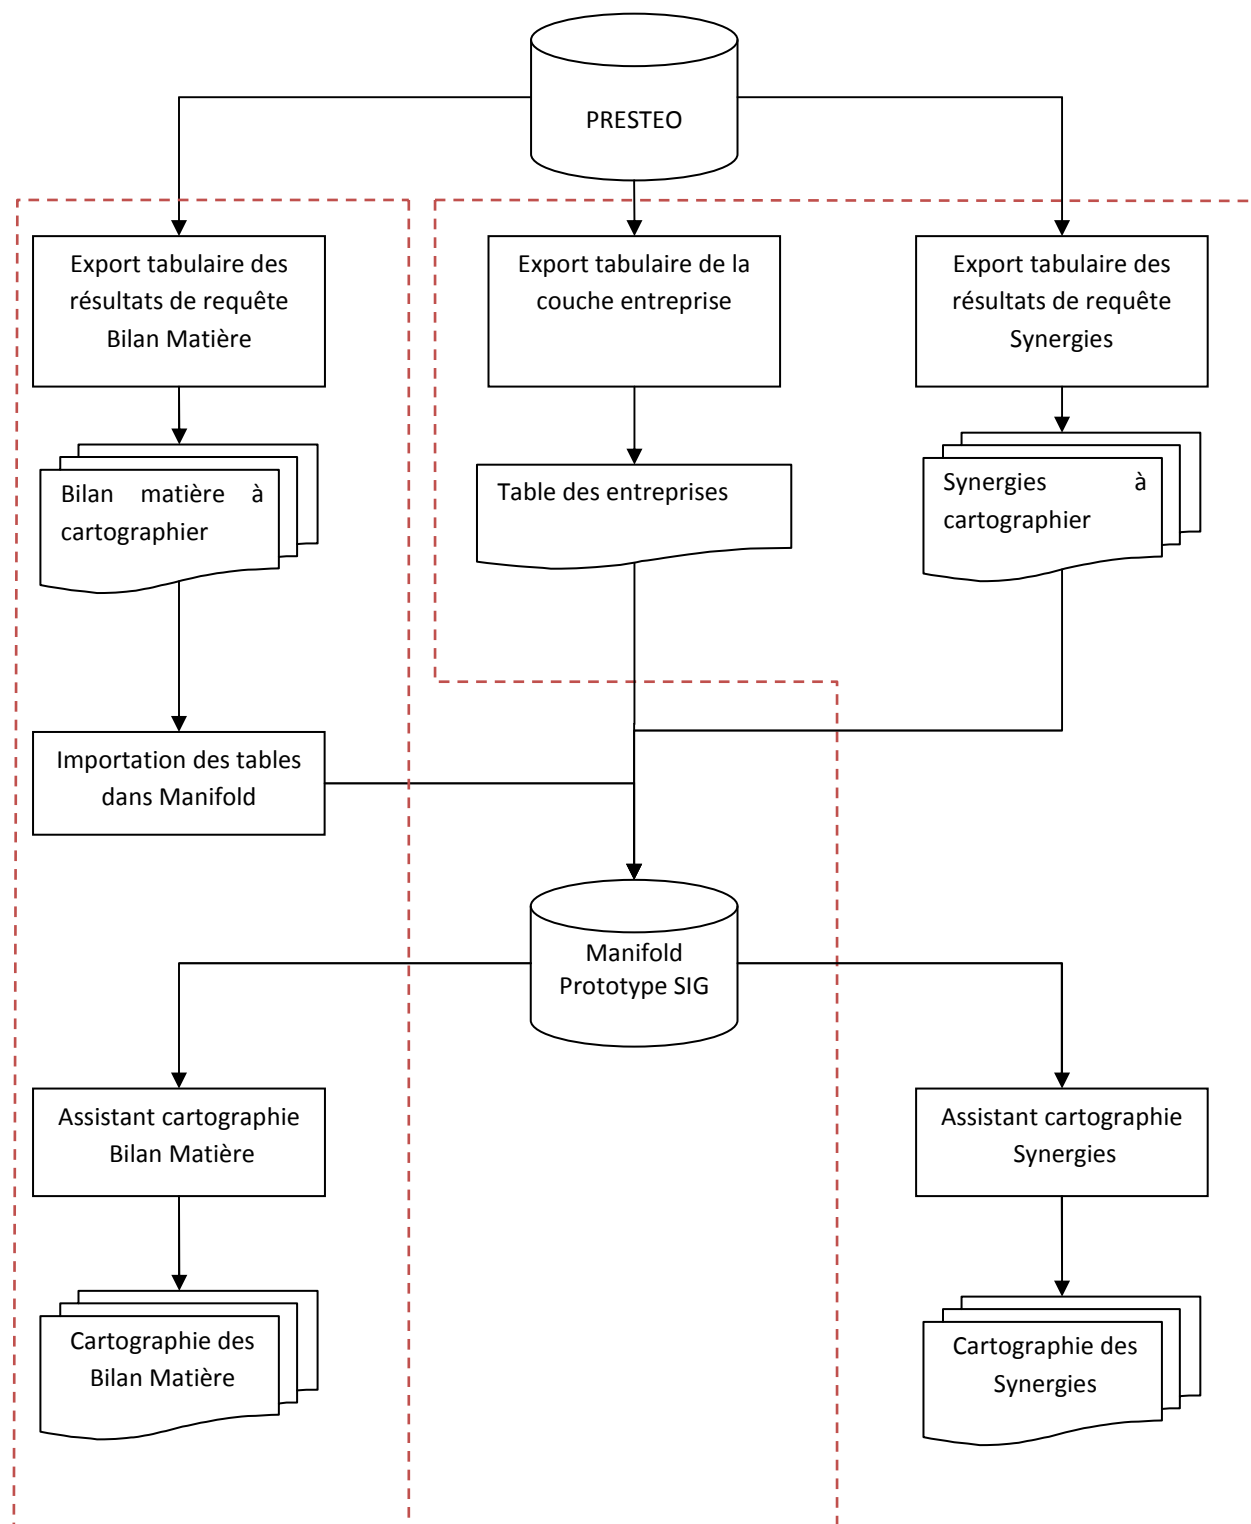 PRESTEO
Export tabulaire des
résultats de requête
Bilan Matière
Export tabulaire de la
couche entreprise
Export tabulaire des
résultats de requête
Synergies
Bilan matière à
cartographier
Table des entreprises
Synergies à
cartographier
Importation des tables
dans Manifold
Manifold
Prototype SIG
Assistant cartographie
Bilan Matière
Assistant cartographie
Synergies
Cartographie des
Bilan Matière
Cartographie des
Synergies